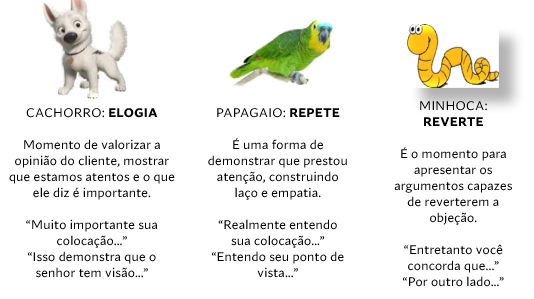 CACHORRO: ELOGIA
Momento de valorizar a
opinião do cliente, mostrar
que estamos atentos e o que
ele diz é importante.
“Muito importante sua
colocação...”
“Isso demonstra que o
senhor tem visão...”
PAPAGAIO: REPETE
É uma forma de
demonstrar que prestou
atenção, construindo
laço e empatia.
“Realmente entendo
sua colocação...”
“Entendo seu ponto de
vista...”
MINHOCA:
REVERTE
É o momento para
apresentar os
argumentos capazes
de reverterem a
objeção.
“Entretanto você
concorda que...”
“Por outro lado...”